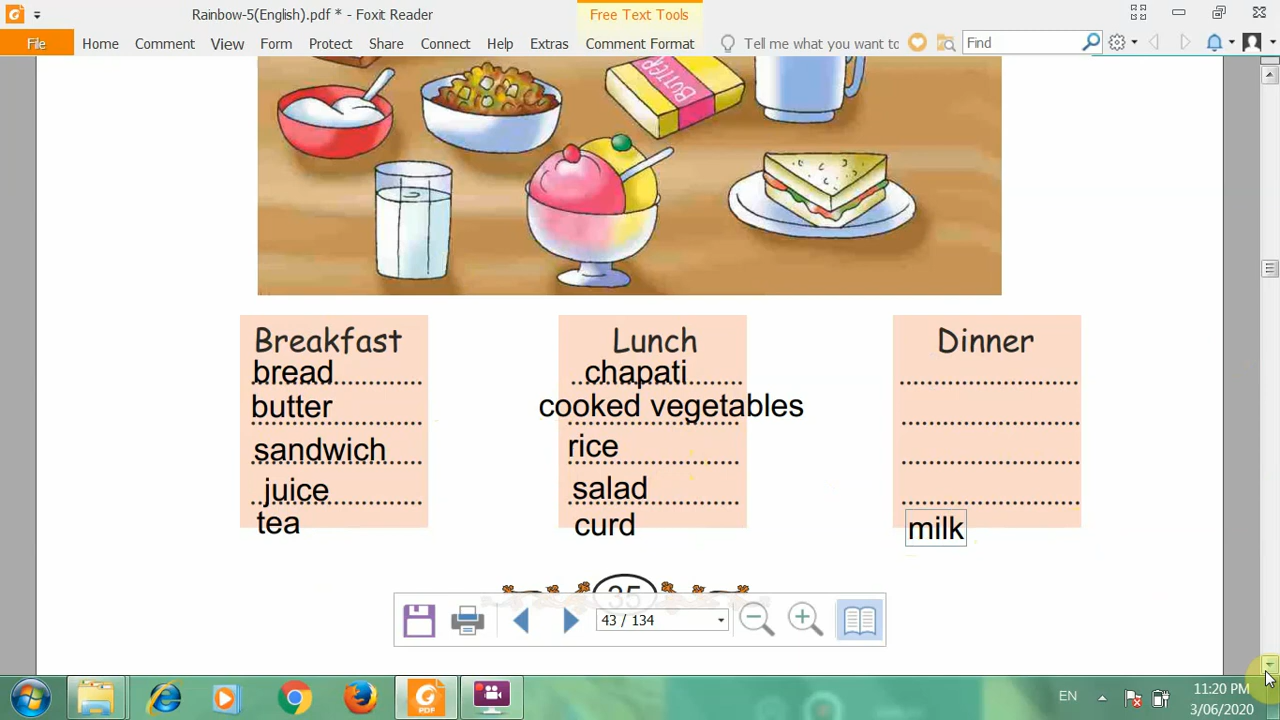 Rainbow-5(English).pdf * - Foxit Reader
Free Text Tools
File Home Comment View Form Protect Share Connect Help Extras Comment Format Tell me what you want to Find
BUTTER
Breakfast
bread
butter
sandwich
juice
tea
Lunch
chapati
cooked vegetables
rice
salad
curd
Dinner
milk
35
43 / 134
PDF
EN
11:20 PM
3/06/2020